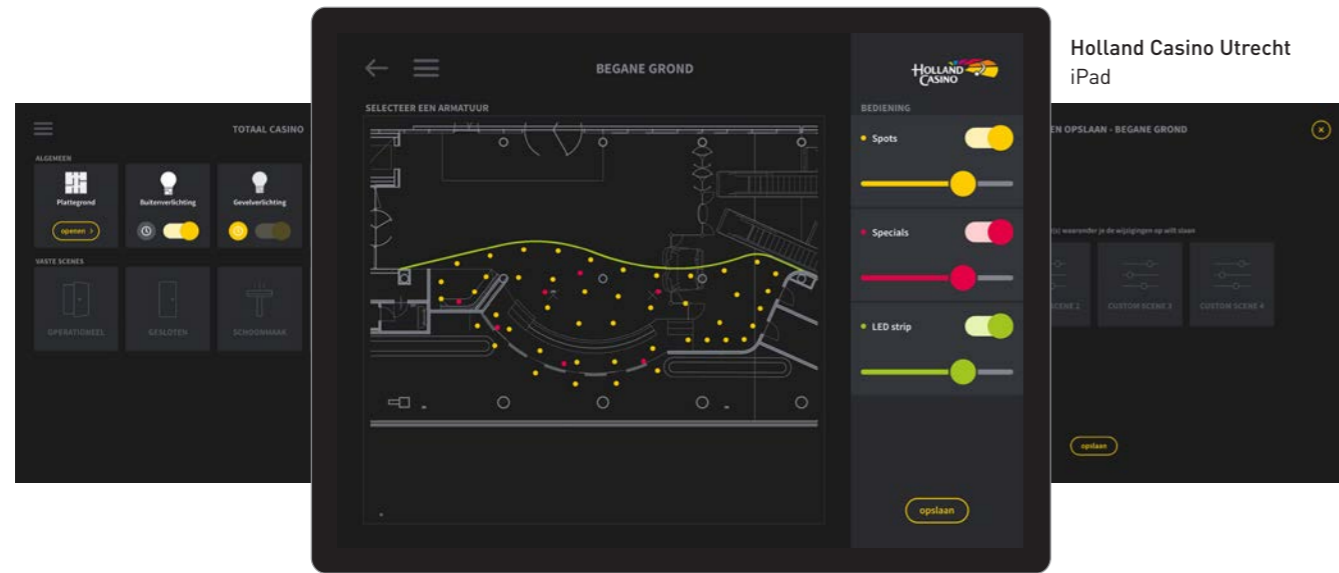 Holland Casino Utrecht
iPad
TOTAAL CASINO
ALGEMEEN
Plattegrond
Buitenverlichting
Gevelverlichting
openen >
VASTE SCENES
OPERATIONEEL
GESLOTEN
SCHOONMAAK
BEGANE GROND
SELECTEER EEN ARMATUUR
HOLLAND
CASINO
BEDIENING
Spots
Specials
LED strip
opslaan
EN OPSLAAN - BEGANE GROND
(s) waaronder je de wijzigingen op wilt slaan
SCENE 2
CUSTOM SCENE 3
CUSTOM SCENE 4
opslaan